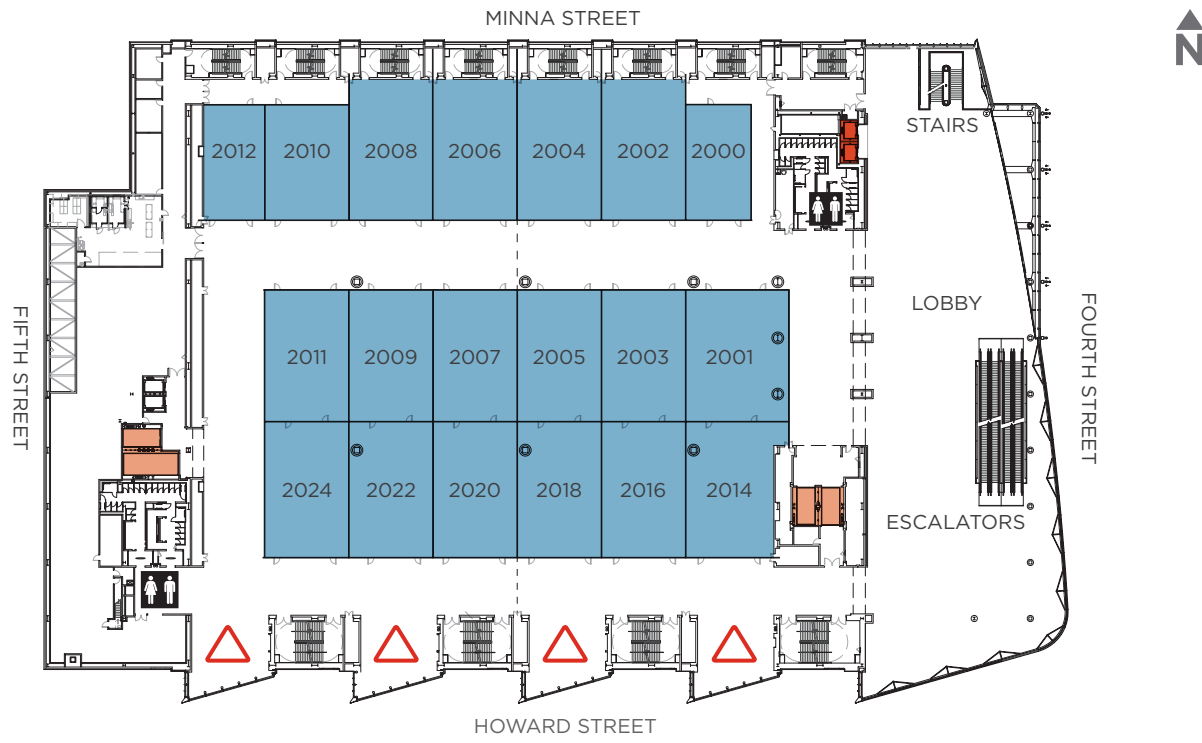 MINNA STREET
N
STAIRS
2012 2010 2008 2006 2004 2002 2000
LOBBY
FIFTH STREET
FOURTH STREET
2011 2009 2007 2005 2003 2001
2024 2022 2020 2018 2016 2014
ESCALATORS
HOWARD STREET